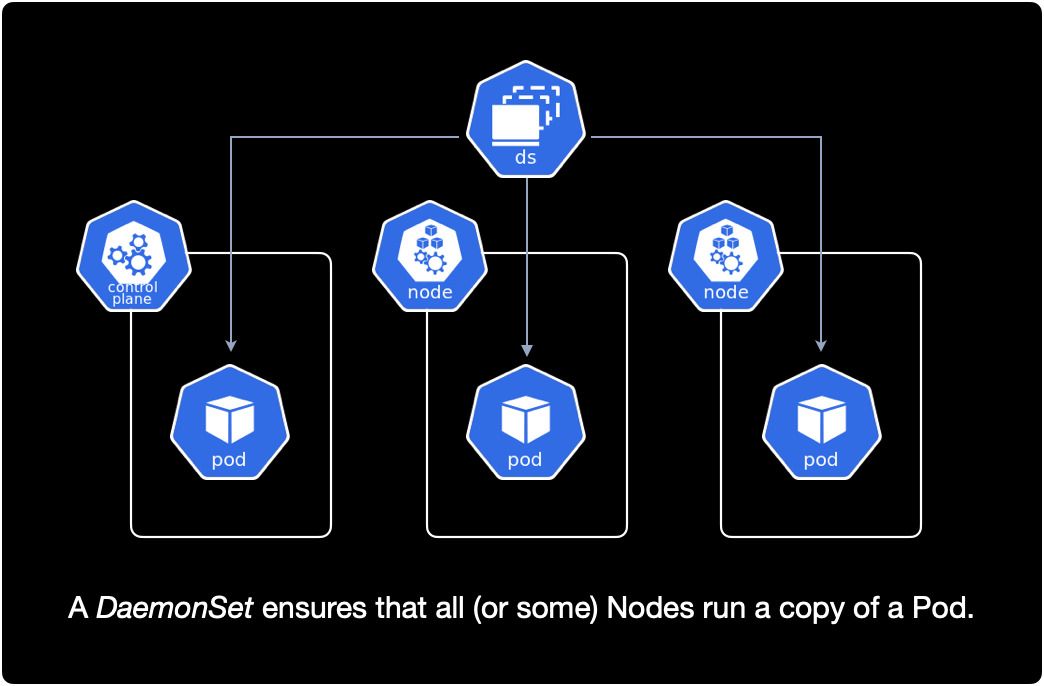 ds
control
plane
node
node
pod
pod
pod
A DaemonSet ensures that all (or some) Nodes run a copy of a Pod.